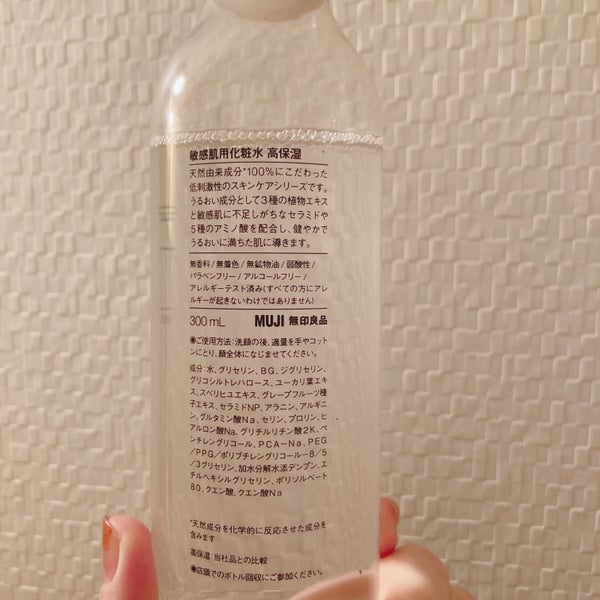 敏感肌用化粧水 高保湿
天然由来成分*100%にこだわった
低刺激性のスキンケアシリーズです。
うるおい成分として3種の植物エキス
と敏感肌に不足しがちなセラミドや
5種のアミノ酸を配合し、健やかで
うるおいに満ちた肌に導きます。
無香料/無着色/無鉱物油/弱酸性/
パラベンフリー/アルコールフリー/
アレルギーテスト済み(すべての方にアレ
ルギーが起きないわけではありません)
300mL MUJI 無印良品
●ご使用方法:洗顔の後、適量を手やコット
ンにとり、顔全体になじませてください。
成分:水、グリセリン、BG、ジグリセリン、
グリコシルトレハロース、ユーカリ葉エキ
ス、スベリヒユエキス、グレープフルーツ種
子エキス、セラミドNP、アラニン、アルギニ
ン、グルタミン酸Na、セリン、プロリン、ヒ
アルロン酸Na、グリチルリチン酸2K、ペ
ンチレングリコール、PCA-Na、PEG
/PPG/ポリブチレングリコール-8/5
/3グリセリン、加水分解水添デンプン、エ
チルヘキシルグリセリン、ポリソルベート
80、クエン酸、クエン酸Na
*天然成分を化学的に反応させた成分を
含みます
高保湿:当社品との比較
●店頭でのボトル回収にご参加ください。